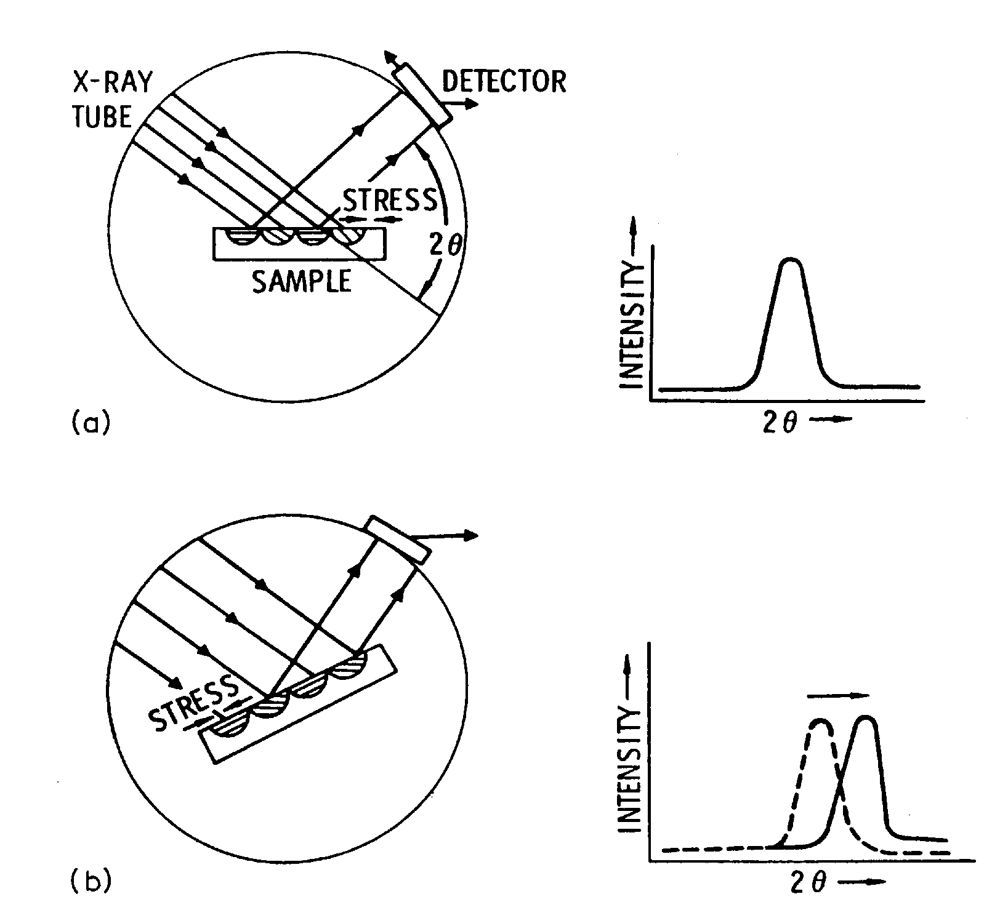 X-RAY
TUBE
DETECTOR
STRESS
2θ
SAMPLE
(a)
INTENSITY
2θ
STRESS
(b)
INTENSITY
2θ